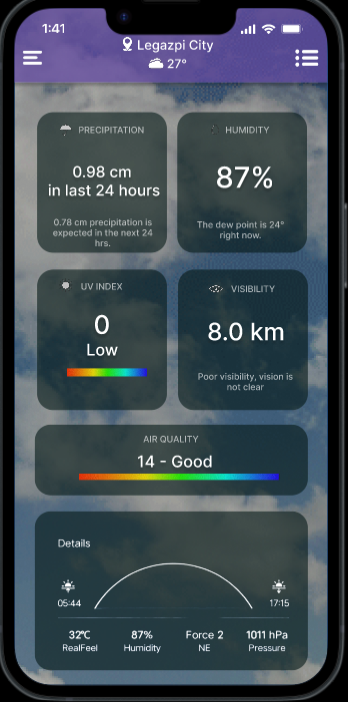 1:41
Legazpi City
27°
PRECIPITATION
0.98 cm
in last 24 hours
0.78 cm precipitation is
expected in the next 24
hrs.
HUMIDITY
87%
The dew point is 24°
right now.
UV INDEX
0
Low
VISIBILITY
8.0 km
Poor visibility, vision is
not clear
AIR QUALITY
14 - Good
Details
05:44
17:15
32℃ 87% Force 2 1011 hPa
RealFeel Humidity NE Pressure